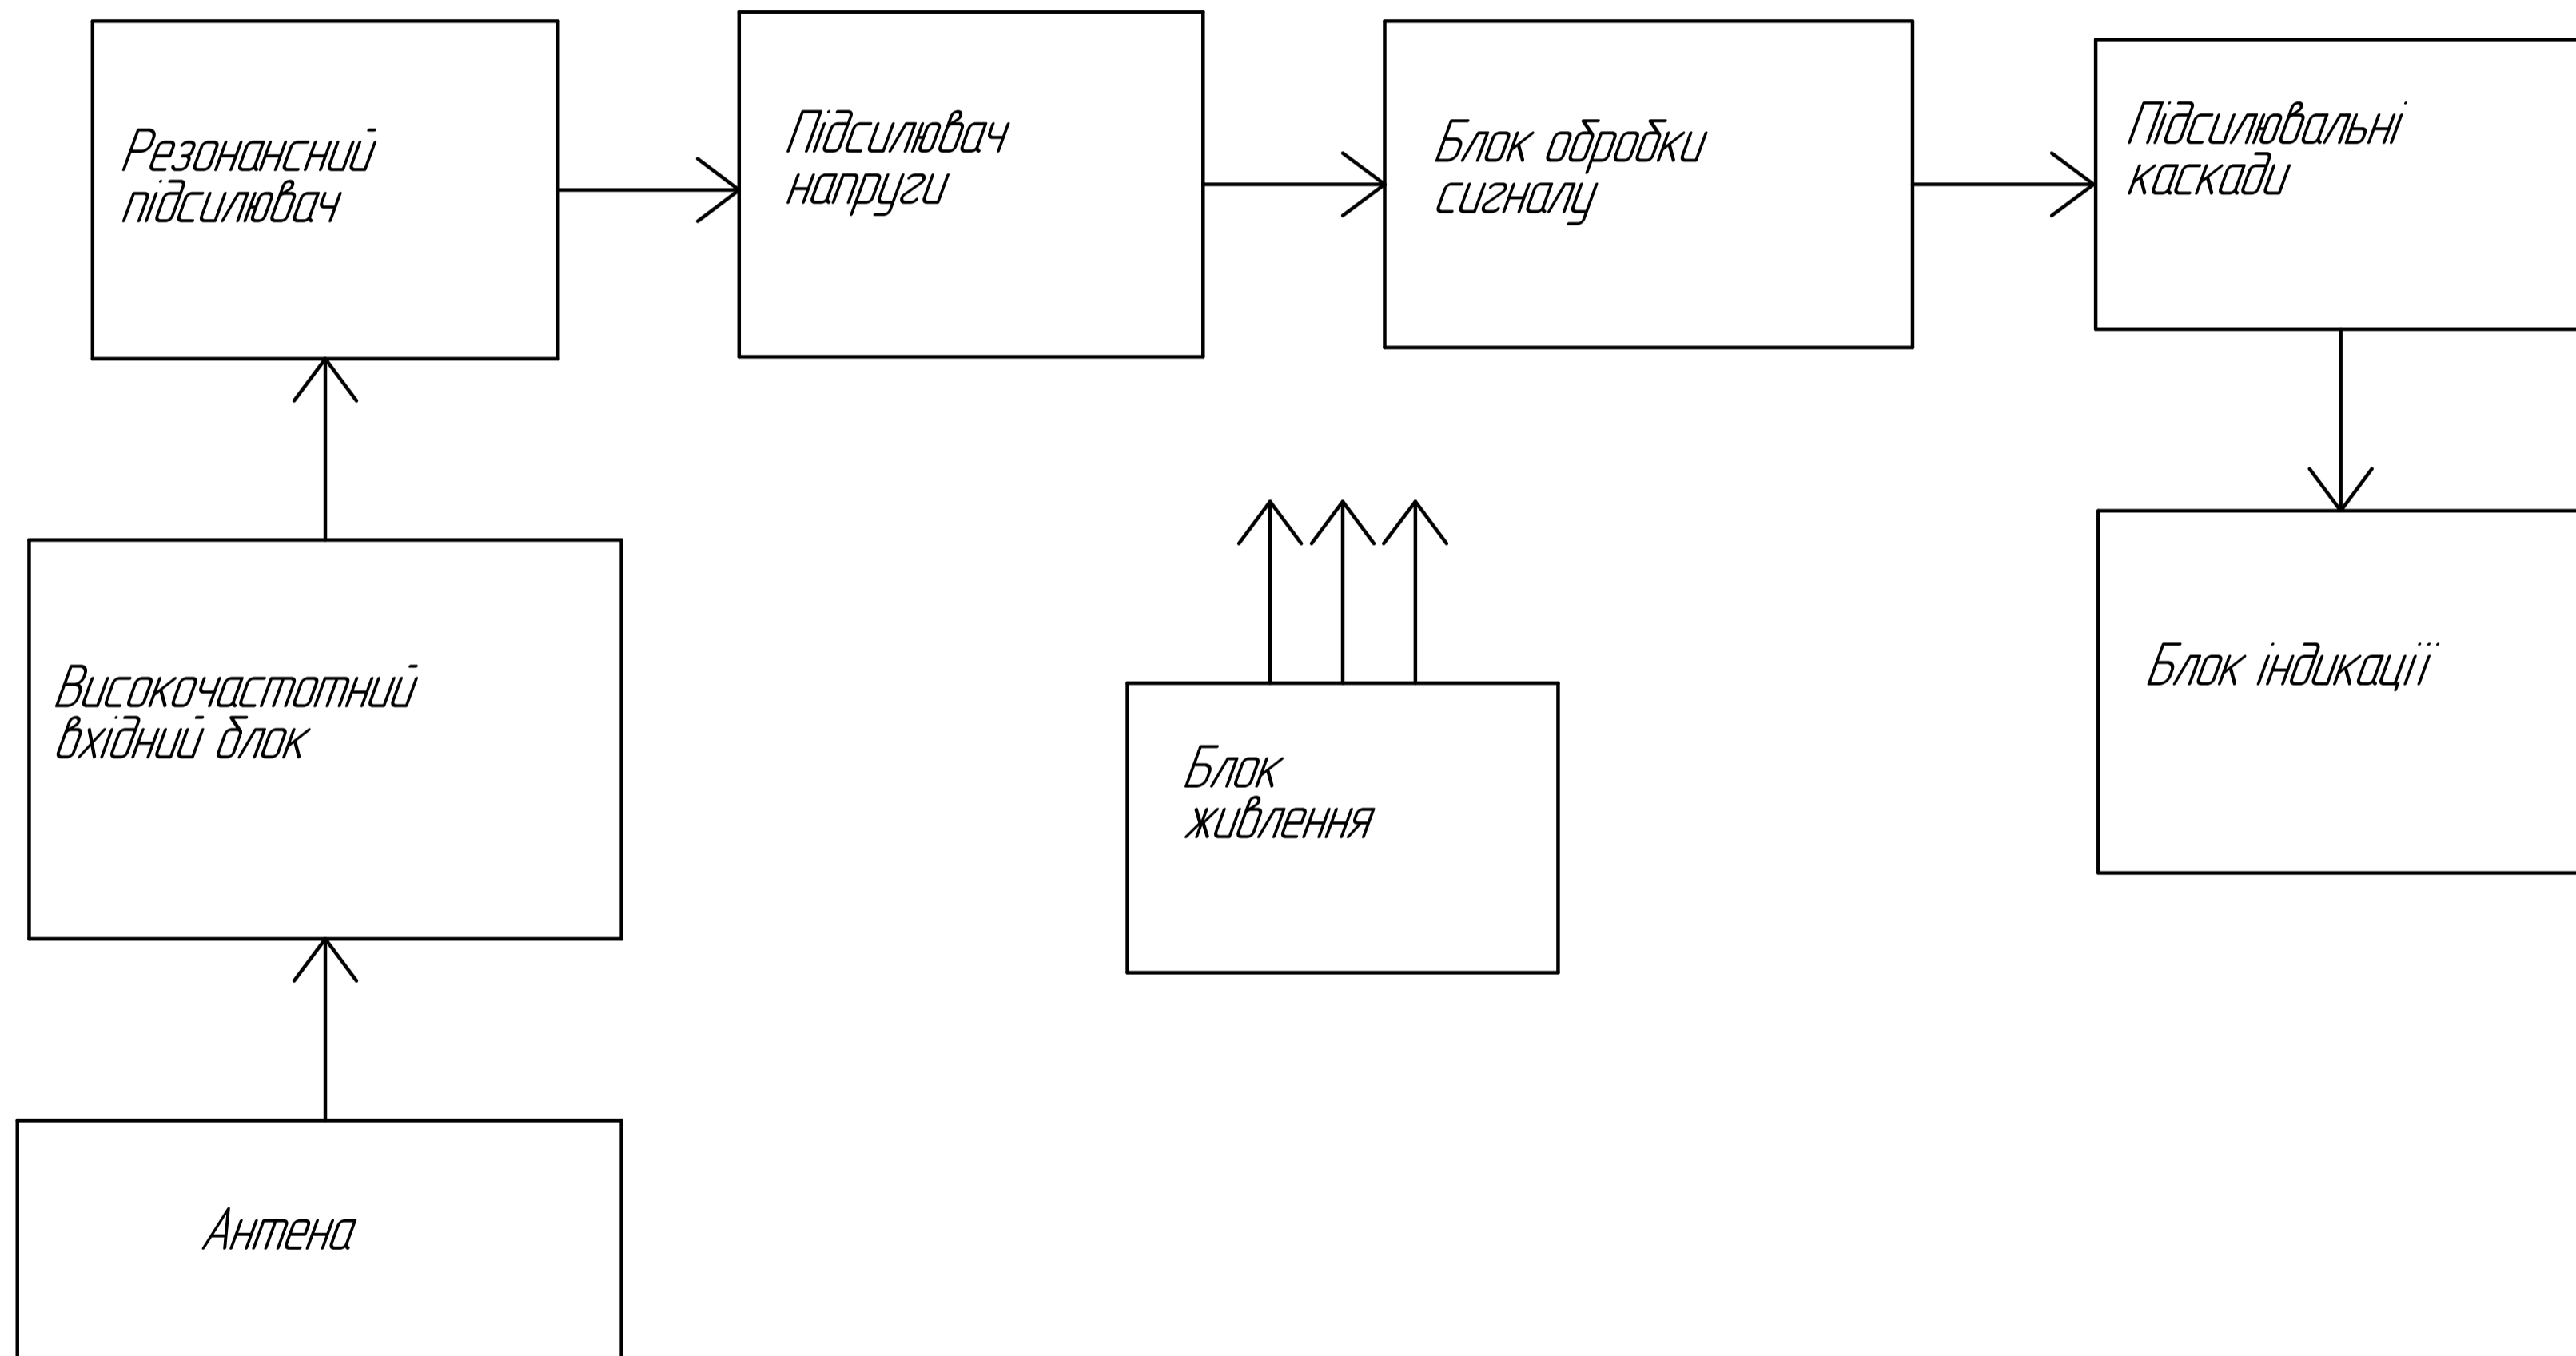 Резонансний
підсилювач
Підсилювач
напруги
Блок обробки
сигналу
Підсилювальні
каскади
Високочастотний
вхідний блок
Блок
живлення
Блок індикації
Антена